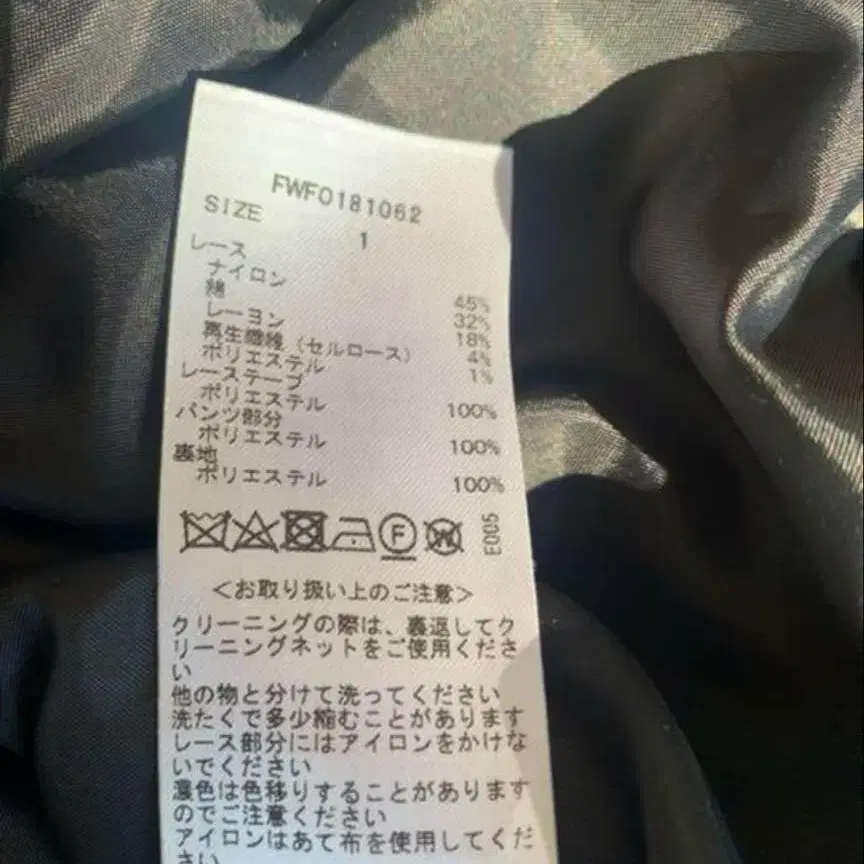 FWF0181062
SIZE
1
レース
ナイロン 45%
綿 32%
レーヨン 18%
再生繊維(セルロース) 4%
ポリエステル 1%
レーステープ
ポリエステル 100%
パンツ部分
ポリエステル 100%
裏地
ポリエステル 100%
F
W
E005
<お取り扱い上のご注意>
クリーニングの際は、裏返してク
リーニングネットをご使用くださ
い
他の物と分けて洗ってください
洗たくで多少縮むことがあります
レース部分にはアイロンをかけな
いでください
濃色は色移りすることがあります
のでご注意ください
アイロンはあて布を使用してくだ
さい